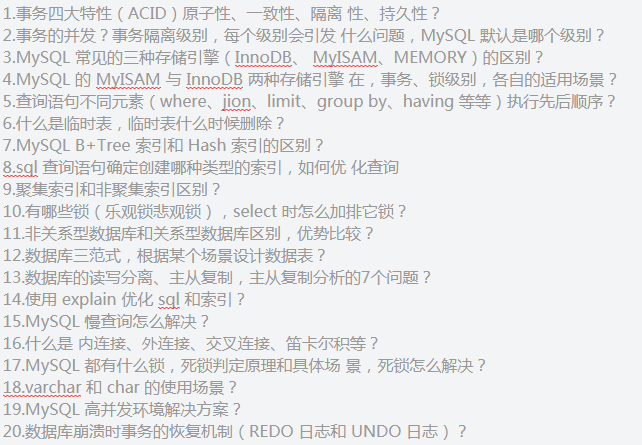 1.事务四大特性（ACID）原子性、一致性、隔离 性、持久性？
2.事务的并发？事务隔离级别，每个级别会引发 什么问题，MySQL 默认是哪个级别？
3.MySQL 常见的三种存储引擎（InnoDB、 MyISAM、MEMORY）的区别？
4.MySQL 的 MyISAM 与 InnoDB 两种存储引擎 在，事务、锁级别，各自的适用场景？
5.查询语句不同元素（where、jion、limit、group by、having 等等）执行先后顺序？
6.什么是临时表，临时表什么时候删除？
7.MySQL B+Tree 索引和 Hash 索引的区别？
8.sql 查询语句确定创建哪种类型的索引，如何优 化查询
9.聚集索引和非聚集索引区别？
10.有哪些锁（乐观锁悲观锁），select 时怎么加排它锁？
11.非关系型数据库和关系型数据库区别，优势比较？
12.数据库三范式，根据某个场景设计数据表？
13.数据库的读写分离、主从复制，主从复制分析的7个问题？
14.使用 explain 优化 sql 和索引？
15.MySQL 慢查询怎么解决？
16.什么是 内连接、外连接、交叉连接、笛卡尔积等？
17.MySQL 都有什么锁，死锁判定原理和具体场 景，死锁怎么解决？
18.varchar 和 char 的使用场景？
19.MySQL 高并发环境解决方案？
20.数据库崩溃时事务的恢复机制（REDO 日志和 UNDO 日志）？